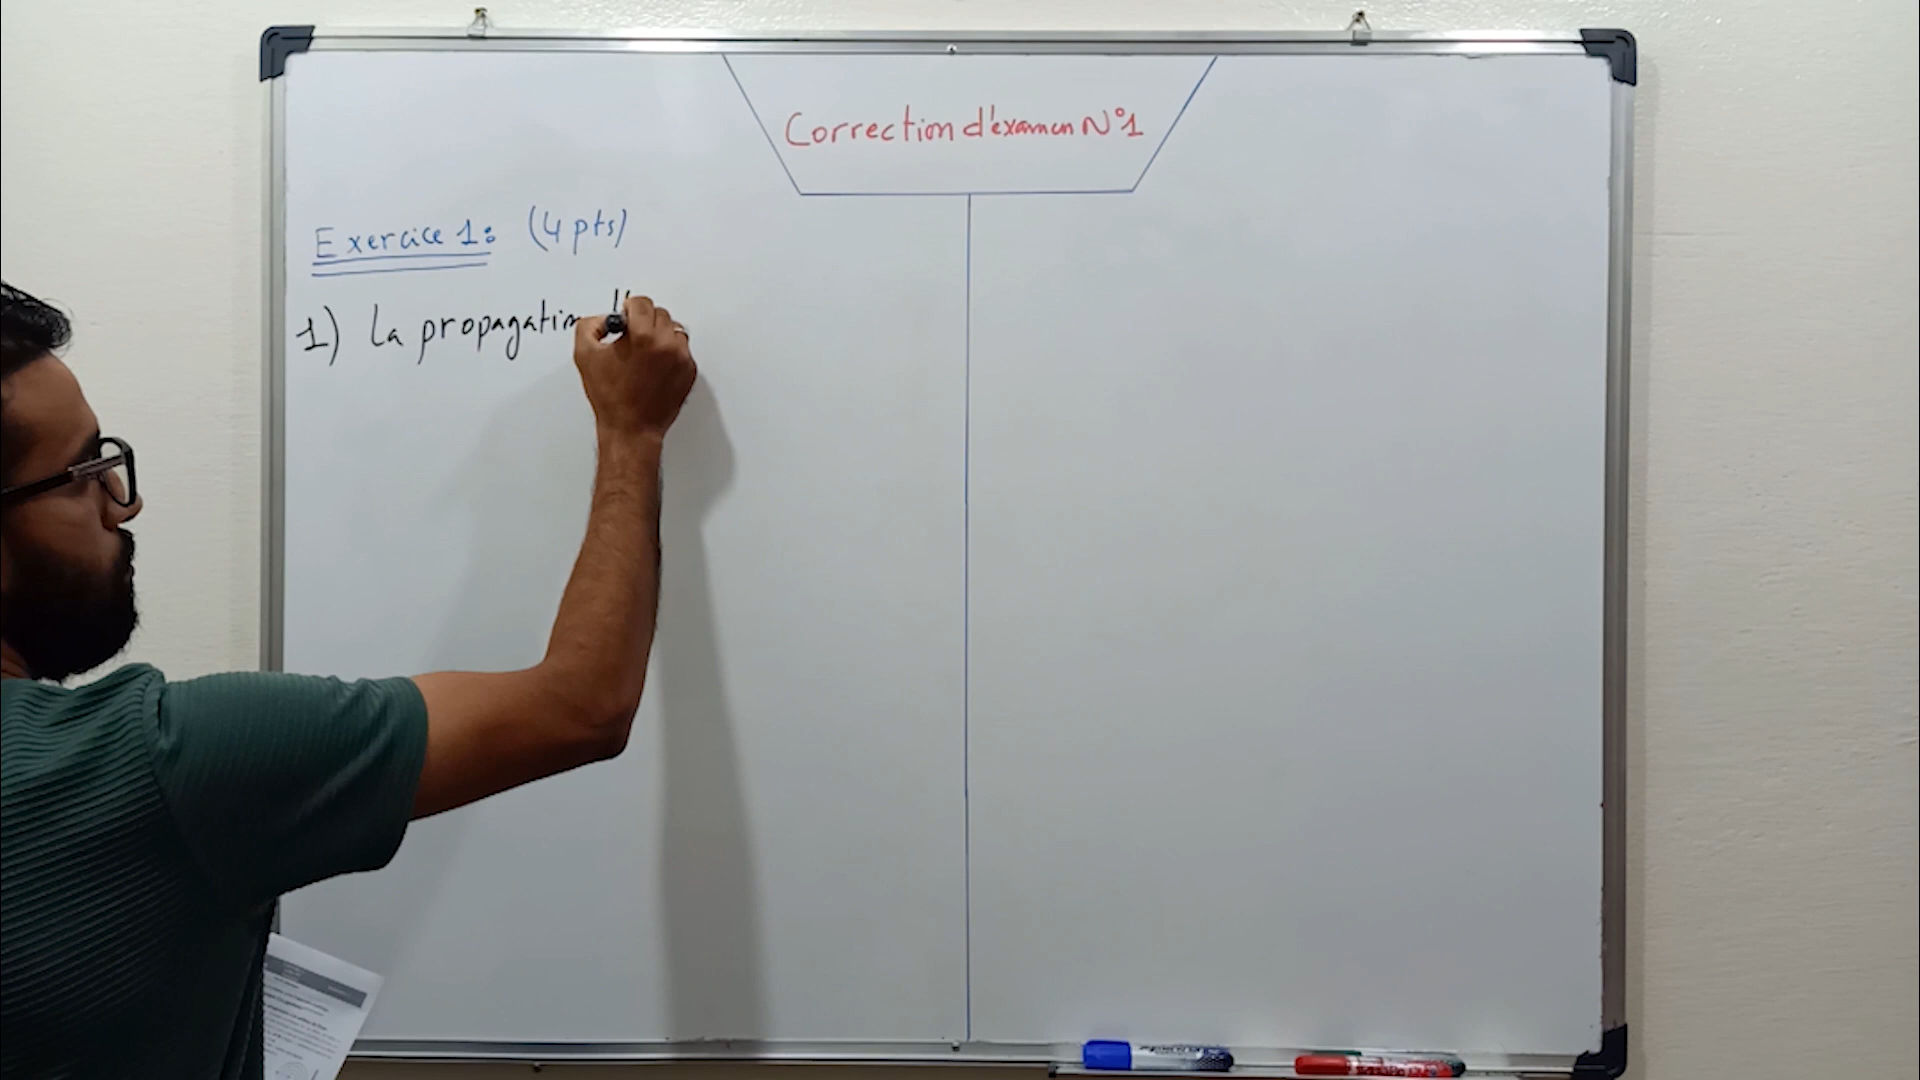 Correction d'examen N°1
Exercice 1: (4 pts)
1) La propagation